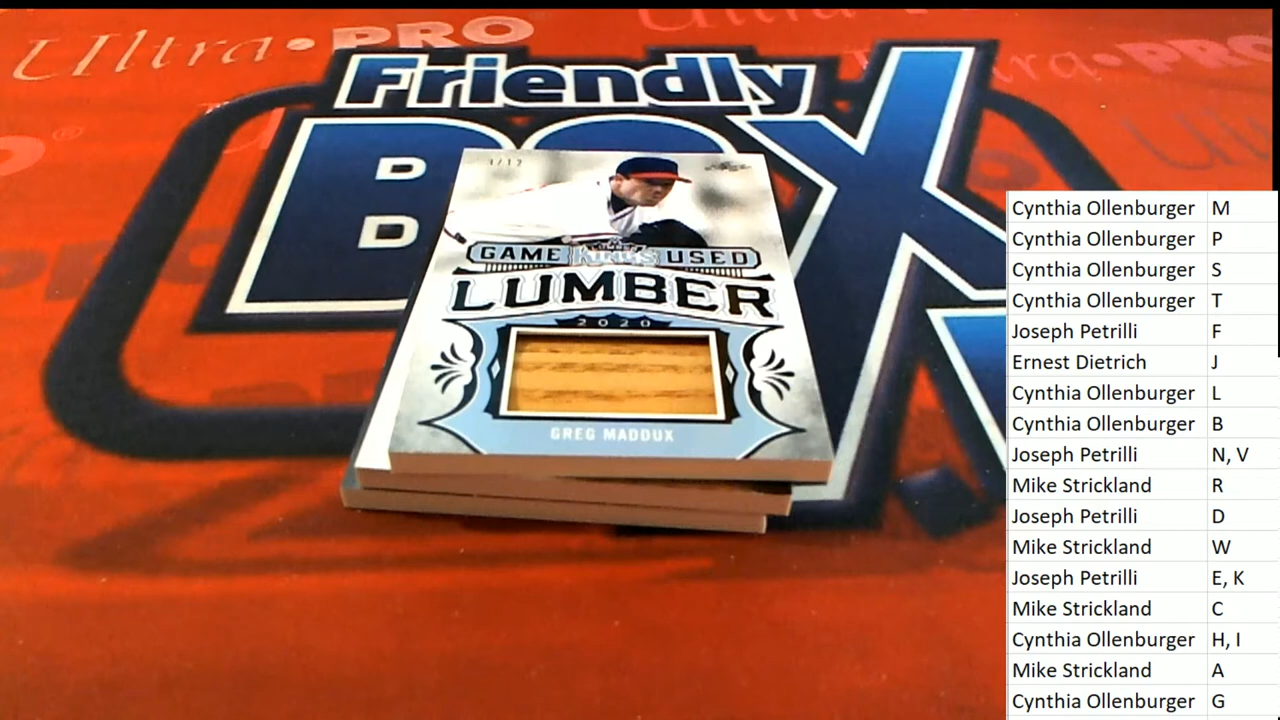 Ultra•PRO
Friendly
BOX
1/12
GAME KINGS USED
LUMBER
2020
GREG MADDUX
Cynthia Ollenburger M
Cynthia Ollenburger P
Cynthia Ollenburger S
Cynthia Ollenburger T
Joseph Petrilli F
Ernest Dietrich J
Cynthia Ollenburger L
Cynthia Ollenburger B
Joseph Petrilli N, V
Mike Strickland R
Joseph Petrilli D
Mike Strickland W
Joseph Petrilli E, K
Mike Strickland C
Cynthia Ollenburger H, I
Mike Strickland A
Cynthia Ollenburger G